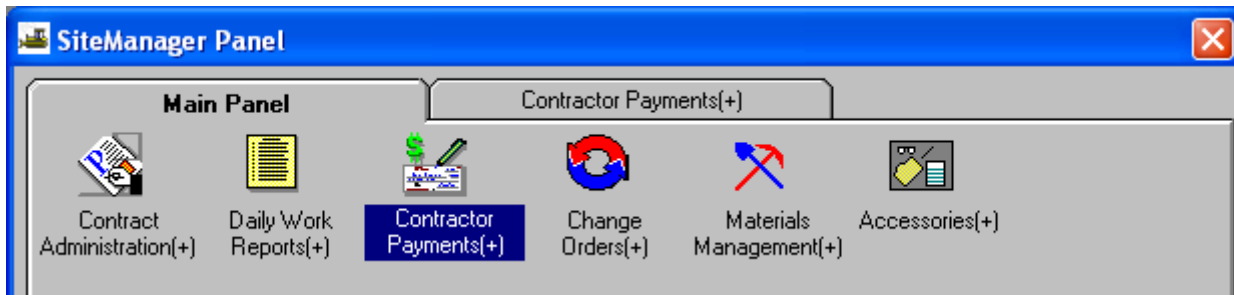 SiteManager Panel
Main Panel
Contractor Payments(+)
Contract Administration(+)
Daily Work Reports(+)
Contractor Payments(+)
Change Orders(+)
Materials Management(+)
Accessories(+)